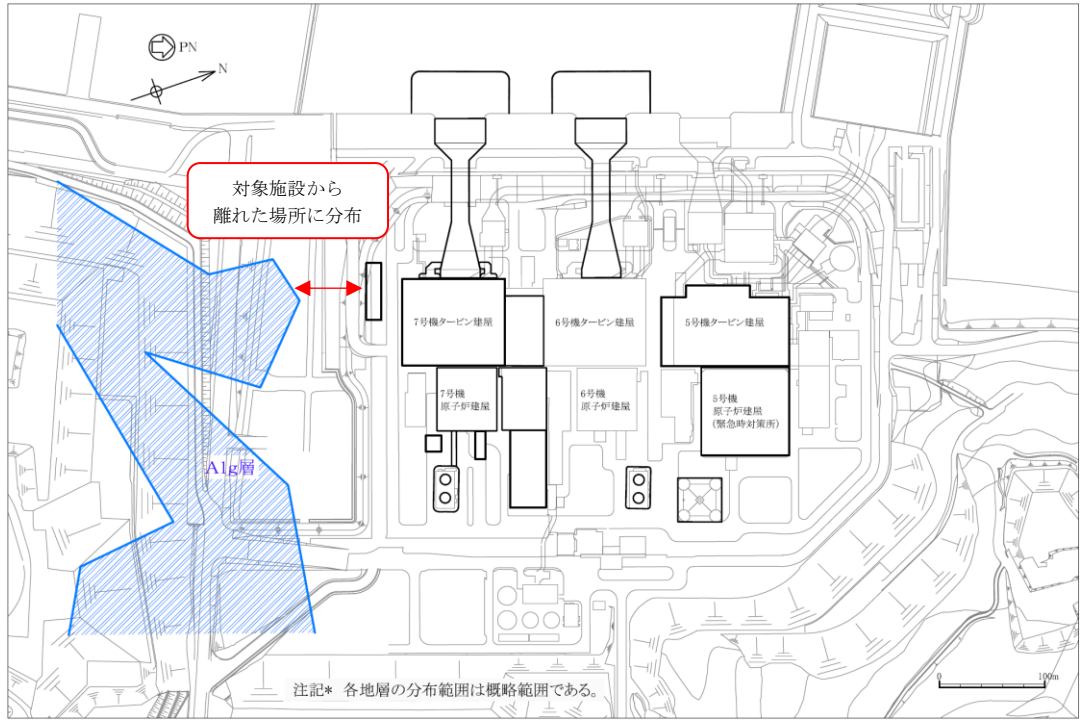 PN
N
対象施設から
離れた場所に分布
7号機タービン建屋
6号機タービン建屋
5号機タービン建屋
7号機
原子炉建屋
6号機
原子炉建屋
5号機
原子炉建屋
(緊急時対策所)
A1g層
注記* 各地層の分布範囲は概略範囲である。
0
100m